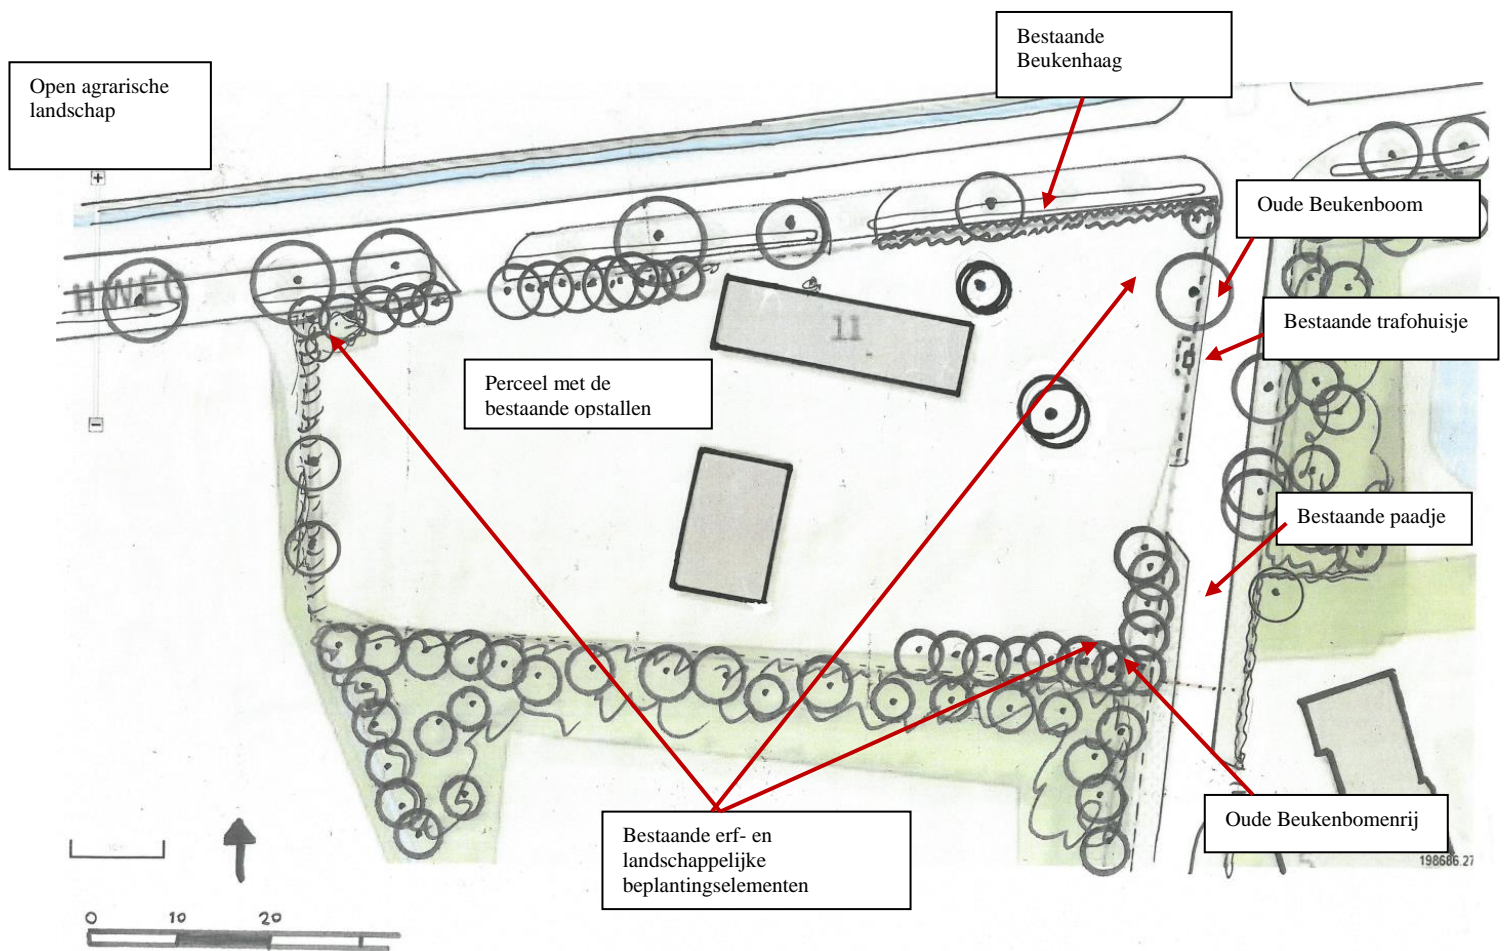 Bestaande
Beukenhaag
Open agrarische
landschap
+
Oude Beukenboom
HWEG
Bestaande trafohuisje
11
Perceel met de
bestaande opstallen
−
Bestaande paadje
Oude Beukenbomenrij
Bestaande erf- en
landschappelijke
beplantingselementen
198686.27
0 10 20